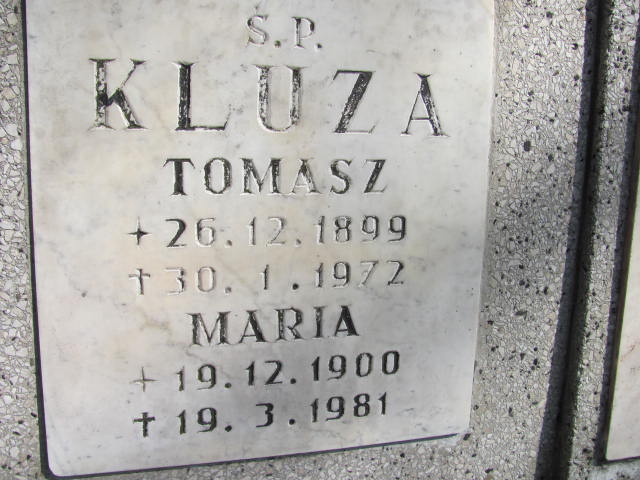 Ś.P.
KLUZA
TOMASZ
+ 26.12.1899
† 30.1.1972
MARIA
+ 19.12.1900
† 19.3.1981